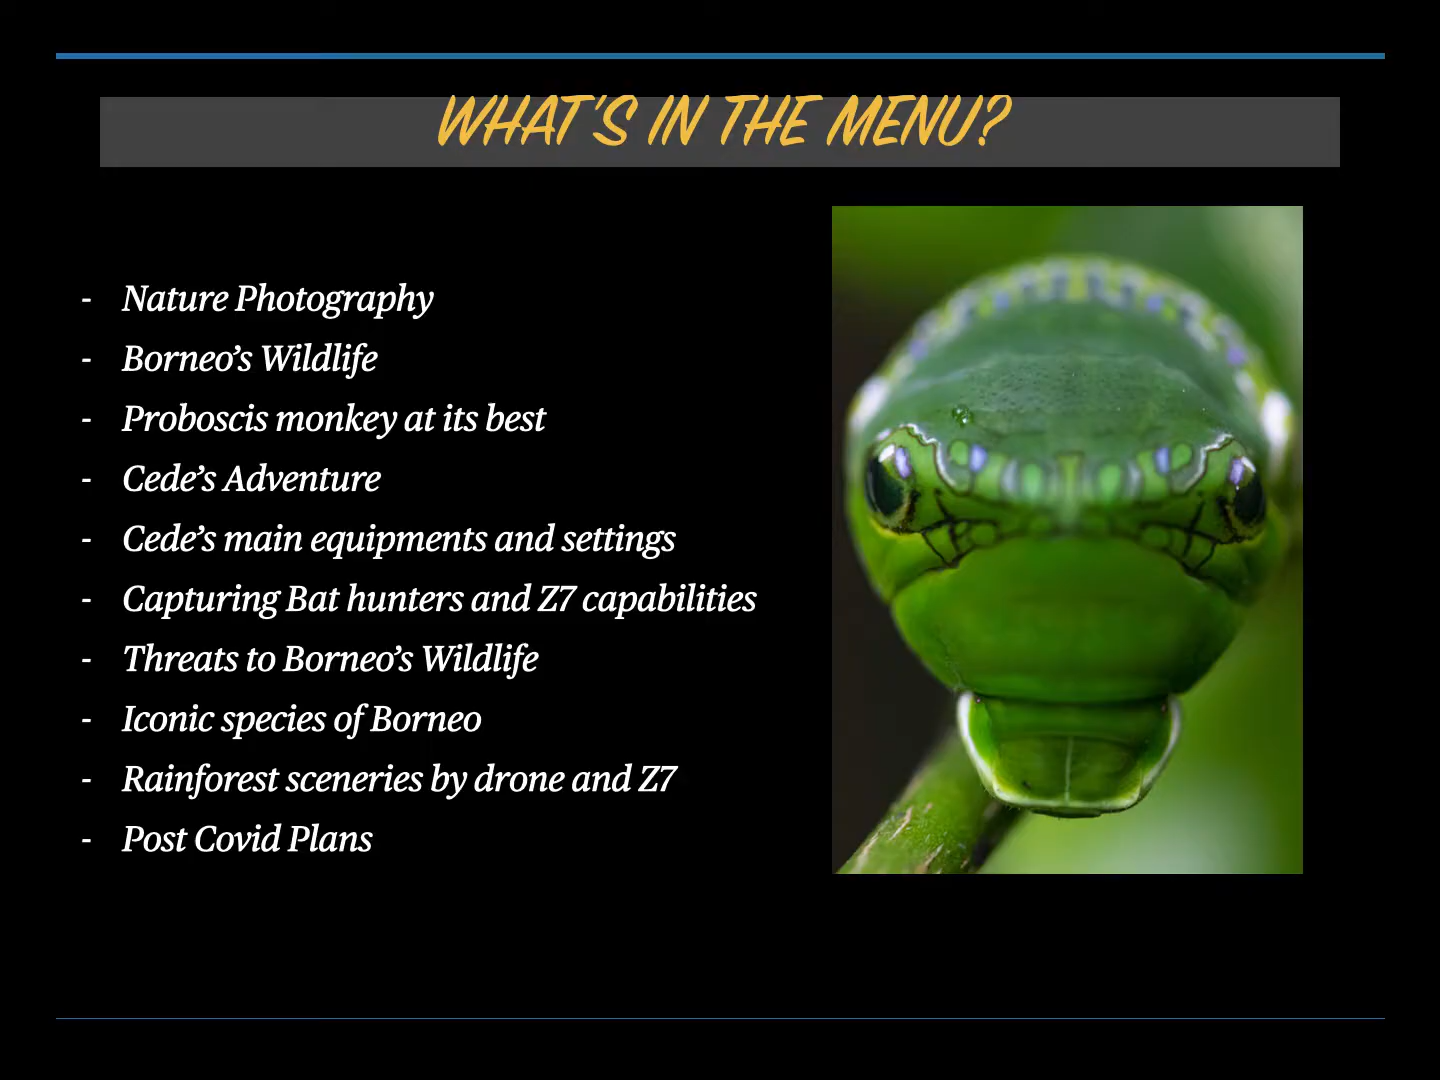 WHAT'S IN THE MENU?
- Nature Photography
- Borneo’s Wildlife
- Proboscis monkey at its best
- Cede’s Adventure
- Cede’s main equipments and settings
- Capturing Bat hunters and Z7 capabilities
- Threats to Borneo’s Wildlife
- Iconic species of Borneo
- Rainforest sceneries by drone and Z7
- Post Covid Plans